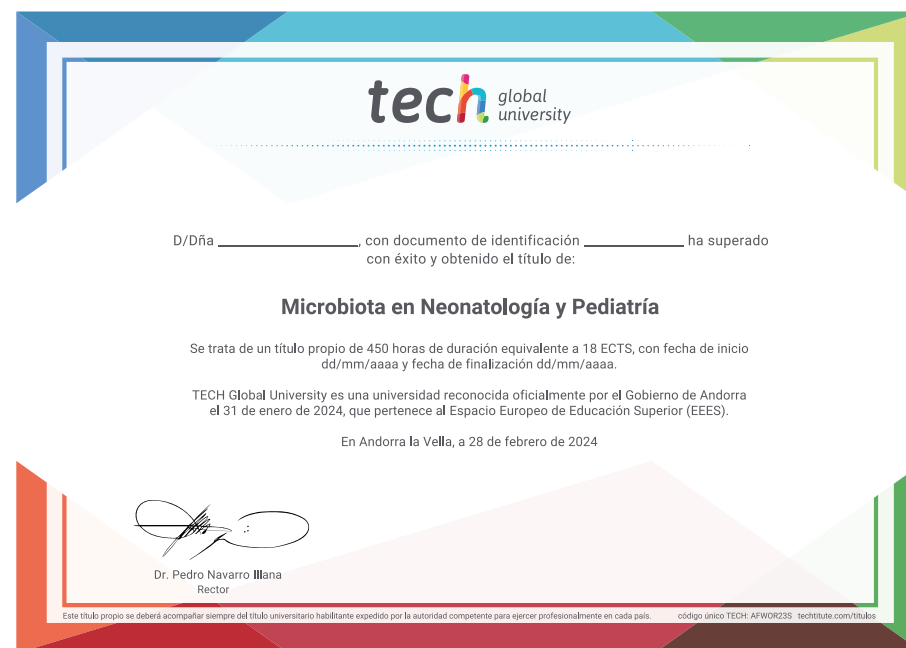 tech global university
D/Dña ____________, con documento de identificación ____________ ha superado
con éxito y obtenido el título de:
Microbiota en Neonatología y Pediatría
Se trata de un título propio de 450 horas de duración equivalente a 18 ECTS, con fecha de inicio
dd/mm/aaaa y fecha de finalización dd/mm/aaaa.
TECH Global University es una universidad reconocida oficialmente por el Gobierno de Andorra
el 31 de enero de 2024, que pertenece al Espacio Europeo de Educación Superior (EEES).
En Andorra la Vella, a 28 de febrero de 2024
Dr. Pedro Navarro Illana
Rector
Este título propio se deberá acompañar siempre del título universitario habilitante expedido por la autoridad competente para ejercer profesionalmente en cada país. código único TECH: AFWOR23S techtitute.com/titulos